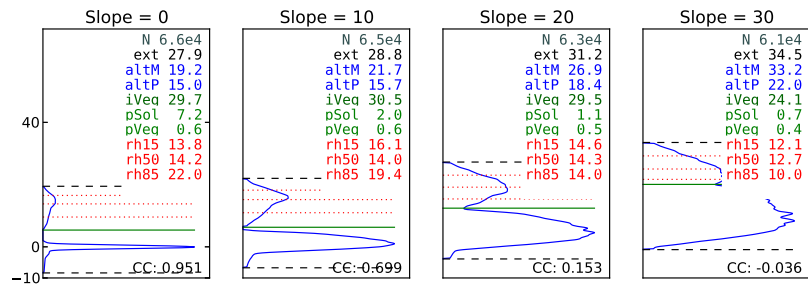 Slope = 0
N 6.6e4
ext 27.9
altM 19.2
altP 15.0
iVeg 29.7
pSol 7.2
pVeg 0.6
rh15 13.8
rh50 14.2
rh85 22.0
CC: 0.951
40
0
−10
Slope = 10
N 6.5e4
ext 28.8
altM 21.7
altP 15.7
iVeg 30.5
pSol 2.0
pVeg 0.6
rh15 16.1
rh50 14.0
rh85 19.4
CC: 0.699
Slope = 20
N 6.3e4
ext 31.2
altM 26.9
altP 18.4
iVeg 29.5
pSol 1.1
pVeg 0.5
rh15 14.6
rh50 14.3
rh85 14.0
CC: 0.153
Slope = 30
N 6.1e4
ext 34.5
altM 33.2
altP 22.0
iVeg 24.1
pSol 0.7
pVeg 0.4
rh15 12.1
rh50 12.7
rh85 10.0
CC: -0.036